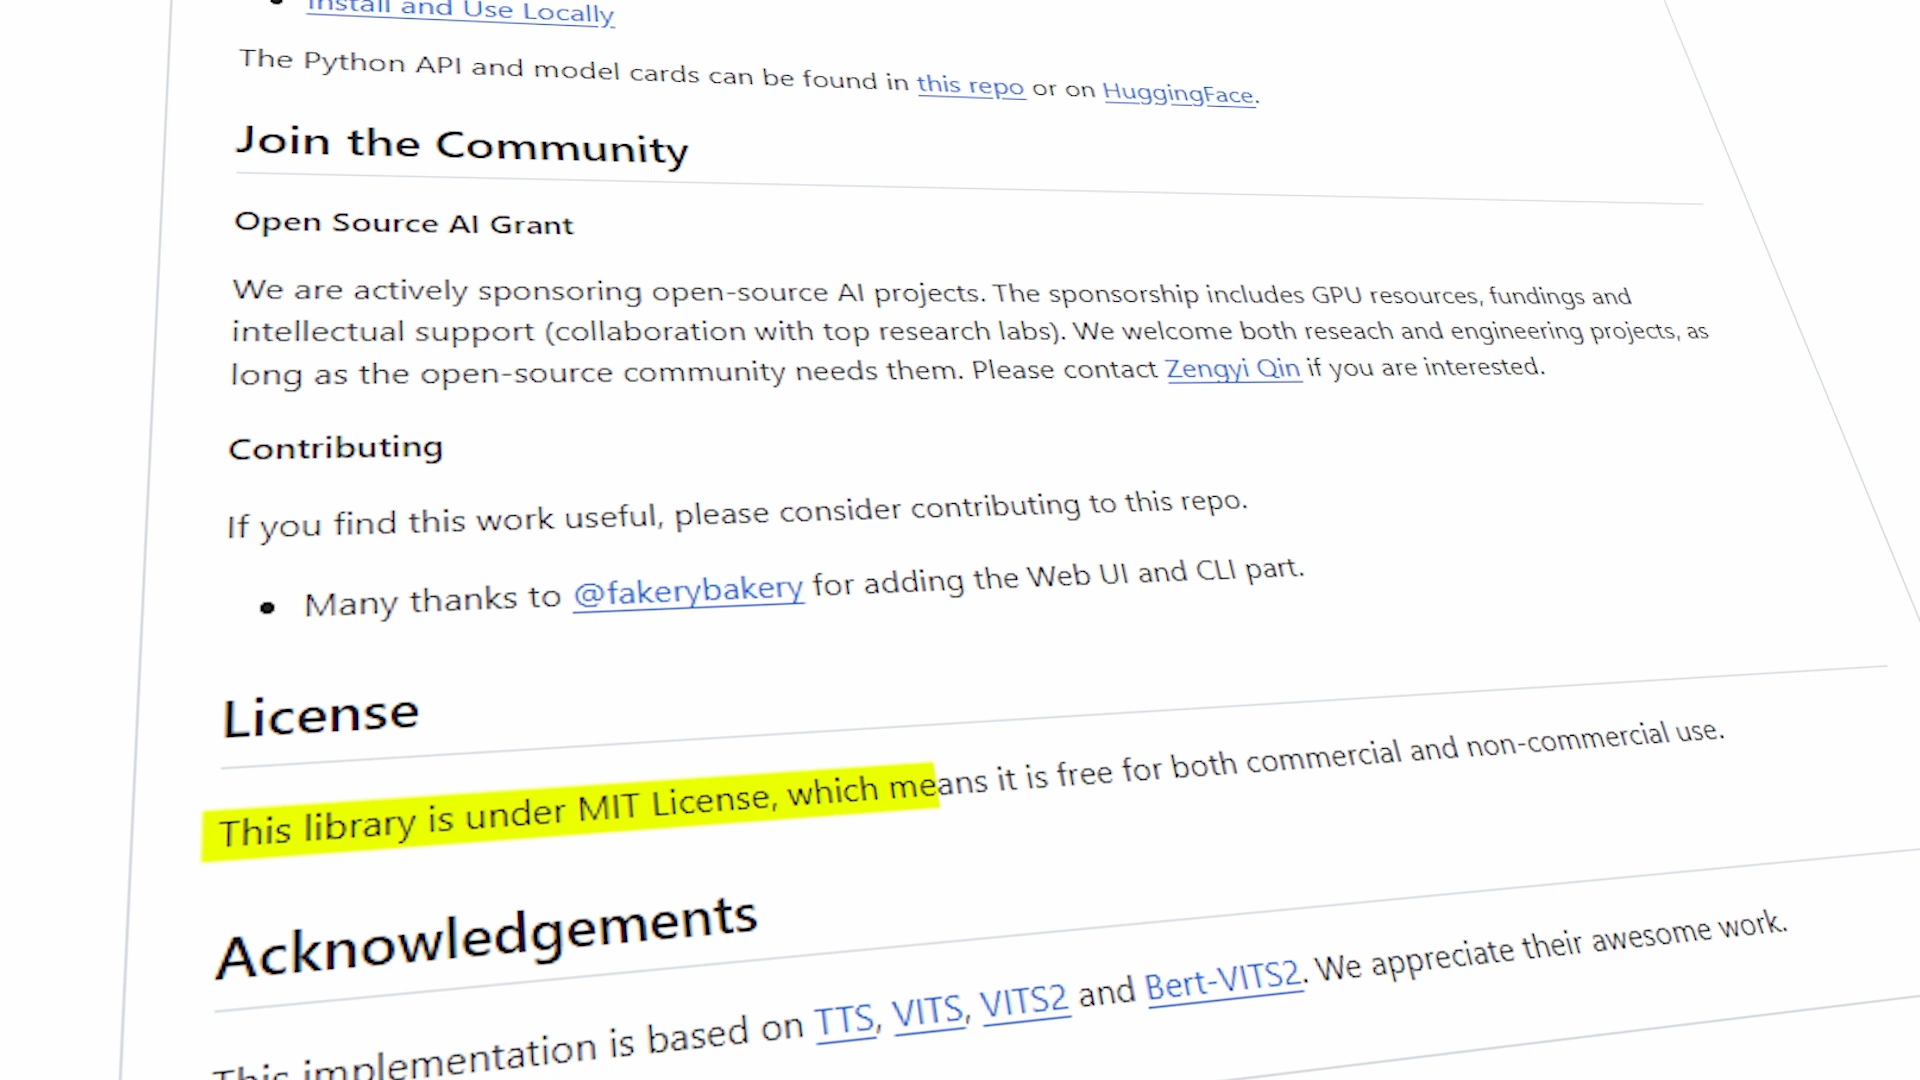 Install and Use Locally
The Python API and model cards can be found in this repo or on HuggingFace.
Join the Community
Open Source AI Grant
We are actively sponsoring open-source AI projects. The sponsorship includes GPU resources, fundings and
intellectual support (collaboration with top research labs). We welcome both reseach and engineering projects, as
long as the open-source community needs them. Please contact Zengyi Qin if you are interested.
Contributing
If you find this work useful, please consider contributing to this repo.
• Many thanks to @fakerybakery for adding the Web UI and CLI part.
License
This library is under MIT License, which means it is free for both commercial and non-commercial use.
Acknowledgements
This implementation is based on TTS, VITS, VITS2 and Bert-VITS2. We appreciate their awesome work.